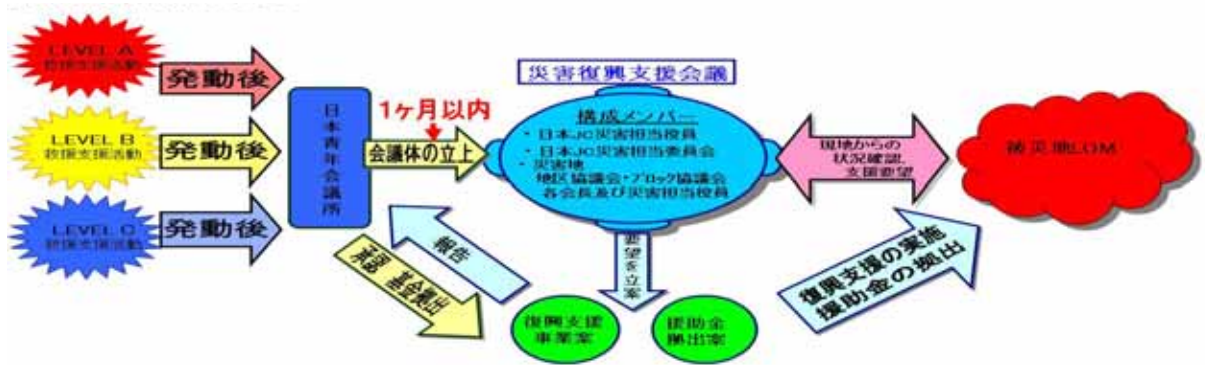 LEVEL A
救援支援活動
発動後
LEVEL B
救援支援活動
発動後
LEVEL C
救援支援活動
発動後
日本青年会議所
1ヶ月以内
会議体の立上
災害復興支援会議
構成メンバー
・日本JC災害担当役員
・日本JC災害担当委員会
・災害地
地区協議会・ブロック協議会
各会長及び災害担当役員
現地からの
状況確認、
支援要望
被災地LOM
報告
承認 基金拠出
要望を立案
復興支援
事業案
援助金
拠出案
復興支援の実施
援助金の拠出